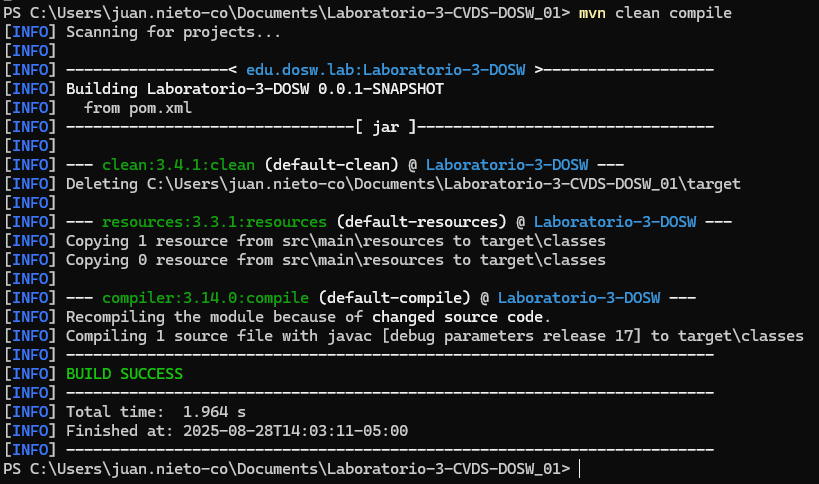 PS C:\Users\juan.nieto-co\Documents\Laboratorio-3-CVDS-DOSW_01> mvn clean compile
[INFO] Scanning for projects...
[INFO]
[INFO] ------------------< edu.dosw.lab:Laboratorio-3-DOSW >-------------------
[INFO] Building Laboratorio-3-DOSW 0.0.1-SNAPSHOT
[INFO]   from pom.xml
[INFO] --------------------------------[ jar ]---------------------------------
[INFO]
[INFO] --- clean:3.4.1:clean (default-clean) @ Laboratorio-3-DOSW ---
[INFO] Deleting C:\Users\juan.nieto-co\Documents\Laboratorio-3-CVDS-DOSW_01\target
[INFO]
[INFO] --- resources:3.3.1:resources (default-resources) @ Laboratorio-3-DOSW ---
[INFO] Copying 1 resource from src\main\resources to target\classes
[INFO] Copying 0 resource from src\main\resources to target\classes
[INFO]
[INFO] --- compiler:3.14.0:compile (default-compile) @ Laboratorio-3-DOSW ---
[INFO] Recompiling the module because of changed source code.
[INFO] Compiling 1 source file with javac [debug parameters release 17] to target\classes
[INFO] ------------------------------------------------------------------------
[INFO] BUILD SUCCESS
[INFO] ------------------------------------------------------------------------
[INFO] Total time:  1.964 s
[INFO] Finished at: 2025-08-28T14:03:11-05:00
[INFO] ------------------------------------------------------------------------
PS C:\Users\juan.nieto-co\Documents\Laboratorio-3-CVDS-DOSW_01>